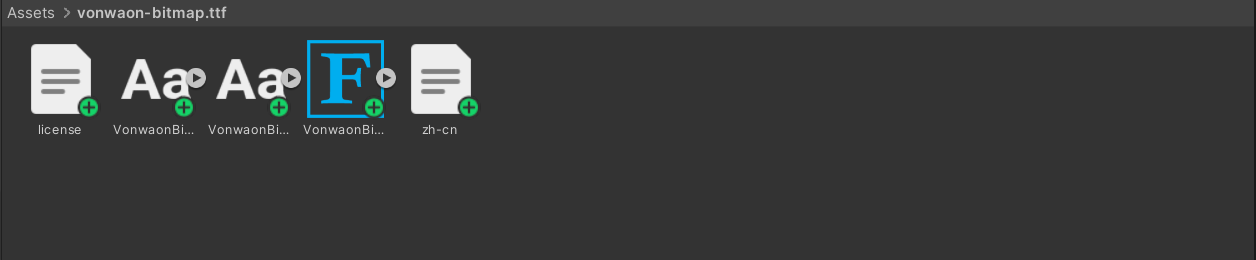 Assets > vonwaon-bitmap.ttf
Aa Aa F
license VonwaonBi... VonwaonBi... VonwaonBi... zh-cn